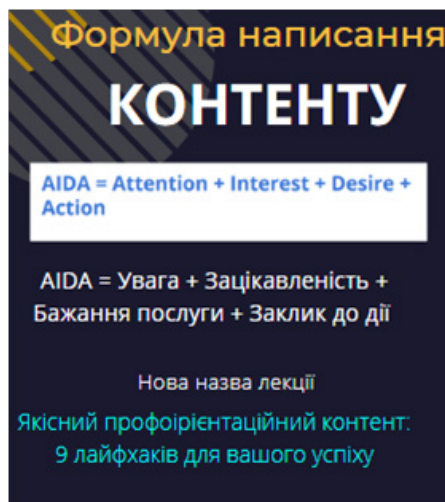 Формула написання
КОНТЕНТУ
AIDA = Attention + Interest + Desire +
Action
AIDA = Увага + Зацікавленість +
Бажання послуги + Заклик до дії
Нова назва лекції
Якісний профоірієнтаційний контент:
9 лайфхаків для вашого успіху